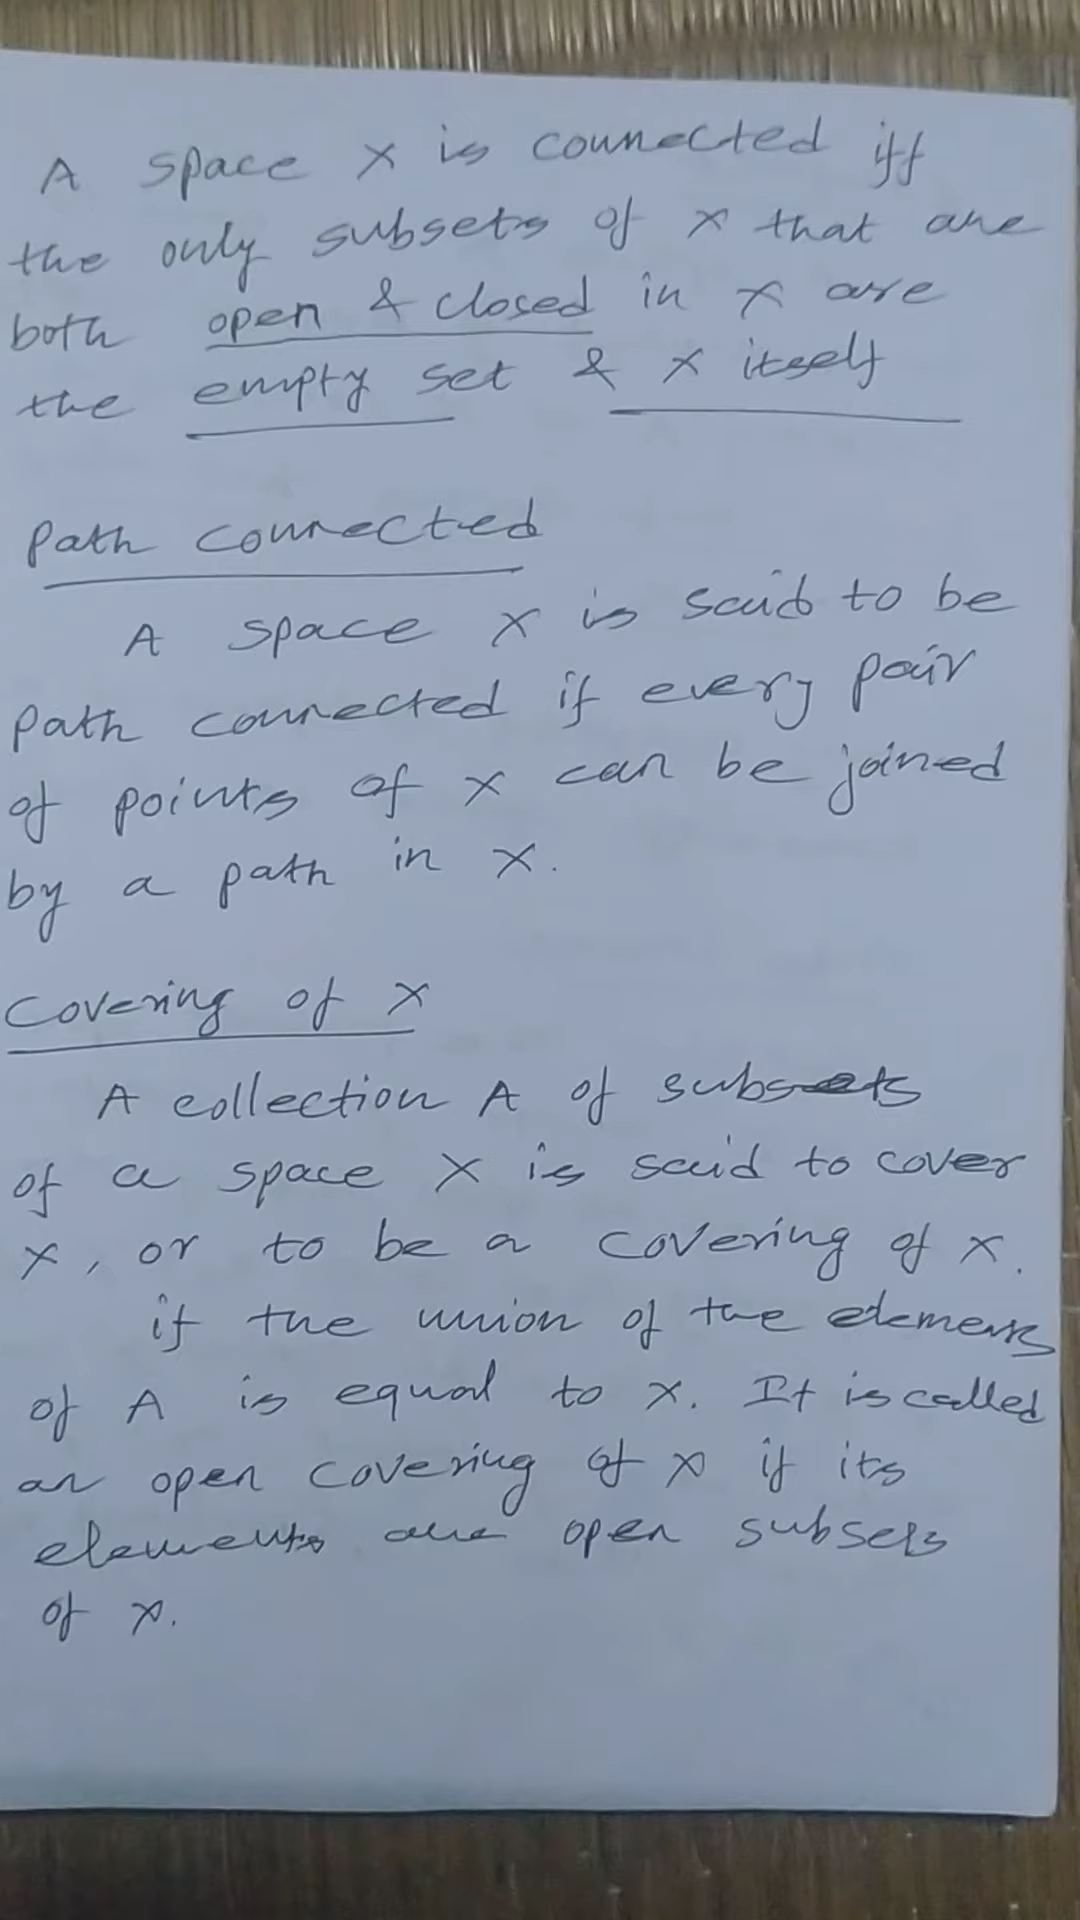 A space X is connected iff
the only subsets of X that are
both open & closed in X are
the empty set & X itself
Path connected
A space X is said to be
path connected if every pair
of points of X can be joined
by a path in X.
Covering of X
A collection A of subsets
of a space X is said to cover
X, or to be a covering of X.
if the union of the elements
of A is equal to X. It is called
an open covering of X if its
elements are open subsets
of X.